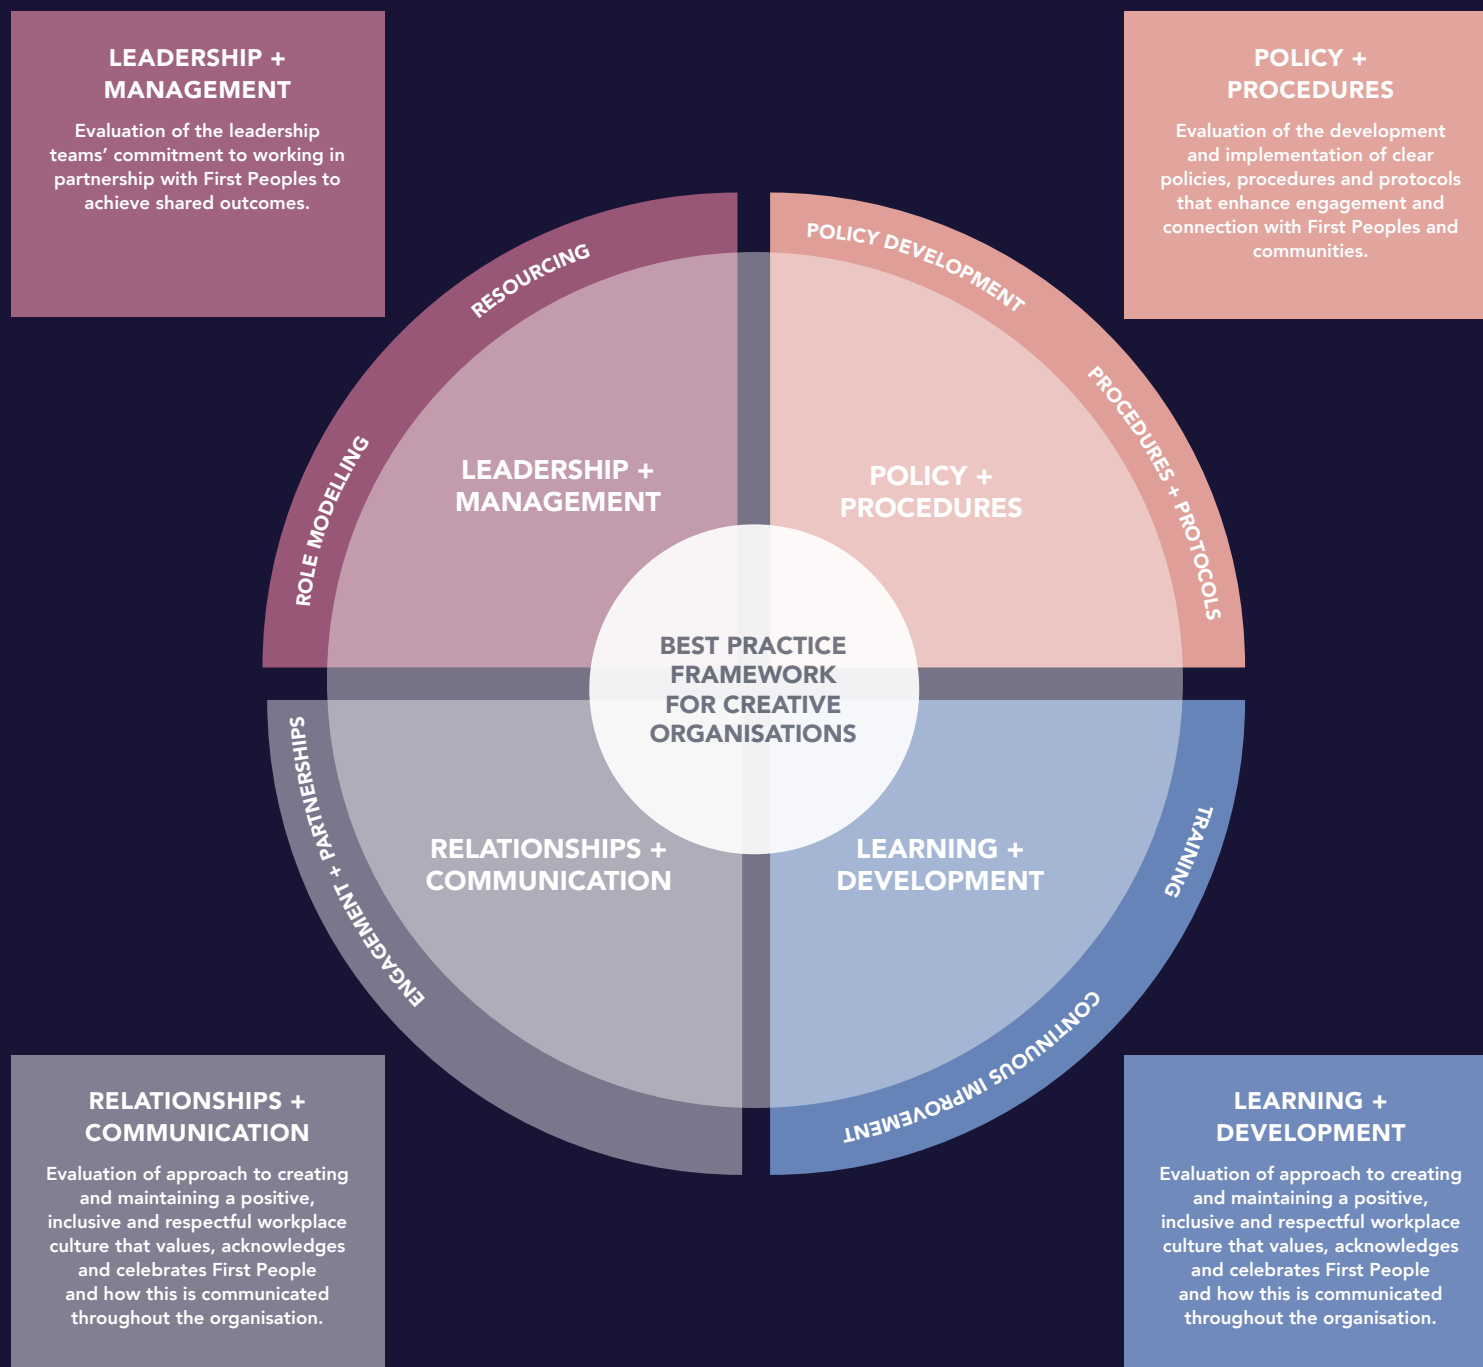 LEADERSHIP +
MANAGEMENT
Evaluation of the leadership
teams’ commitment to working in
partnership with First Peoples to
achieve shared outcomes.
POLICY +
PROCEDURES
Evaluation of the development
and implementation of clear
policies, procedures and protocols
that enhance engagement and
connection with First Peoples and
communities.
RESOURCING
ROLE MODELLING
POLICY DEVELOPMENT
PROCEDURES + PROTOCOLS
LEADERSHIP +
MANAGEMENT
POLICY +
PROCEDURES
BEST PRACTICE
FRAMEWORK
FOR CREATIVE
ORGANISATIONS
RELATIONSHIPS +
COMMUNICATION
LEARNING +
DEVELOPMENT
ENGAGEMENT + PARTNERSHIPS
TRAINING
CONTINUOUS IMPROVEMENT
RELATIONSHIPS +
COMMUNICATION
Evaluation of approach to creating
and maintaining a positive,
inclusive and respectful workplace
culture that values, acknowledges
and celebrates First People
and how this is communicated
throughout the organisation.
LEARNING +
DEVELOPMENT
Evaluation of approach to creating
and maintaining a positive,
inclusive and respectful workplace
culture that values, acknowledges
and celebrates First People
and how this is communicated
throughout the organisation.